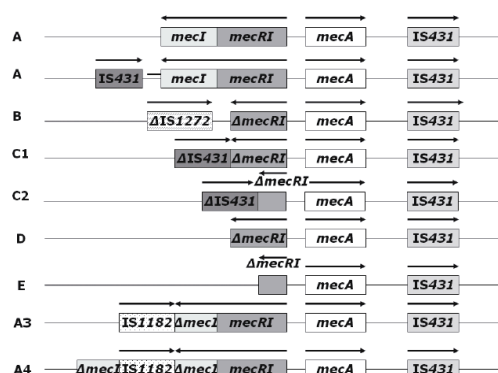 A mecI mecRI mecA IS431
A IS431 mecI mecRI mecA IS431
B ΔIS1272 ΔmecRI mecA IS431
C1 ΔIS431 ΔmecRI mecA IS431
ΔmecRI
C2 ΔIS431 mecA IS431
D ΔmecRI mecA IS431
ΔmecRI
E mecA IS431
A3 IS1182 ΔmecI mecRI mecA IS431
A4 ΔmecI IS1182 ΔmecI mecRI mecA IS431